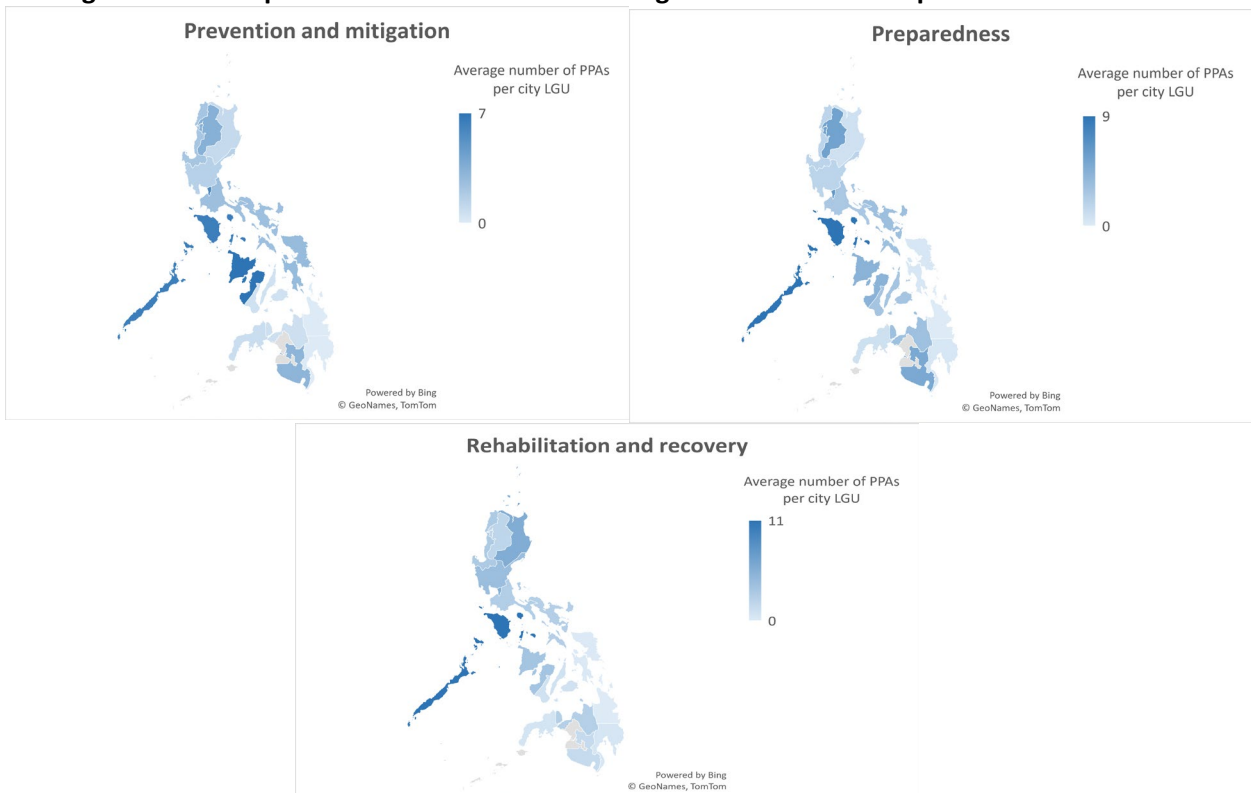 Prevention and mitigation
Average number of PPAs
per city LGU
7
0
Powered by Bing
© GeoNames, TomTom
Preparedness
Average number of PPAs
per city LGU
9
0
Powered by Bing
© GeoNames, TomTom
Rehabilitation and recovery
Average number of PPAs
per city LGU
11
0
Powered by Bing
© GeoNames, TomTom